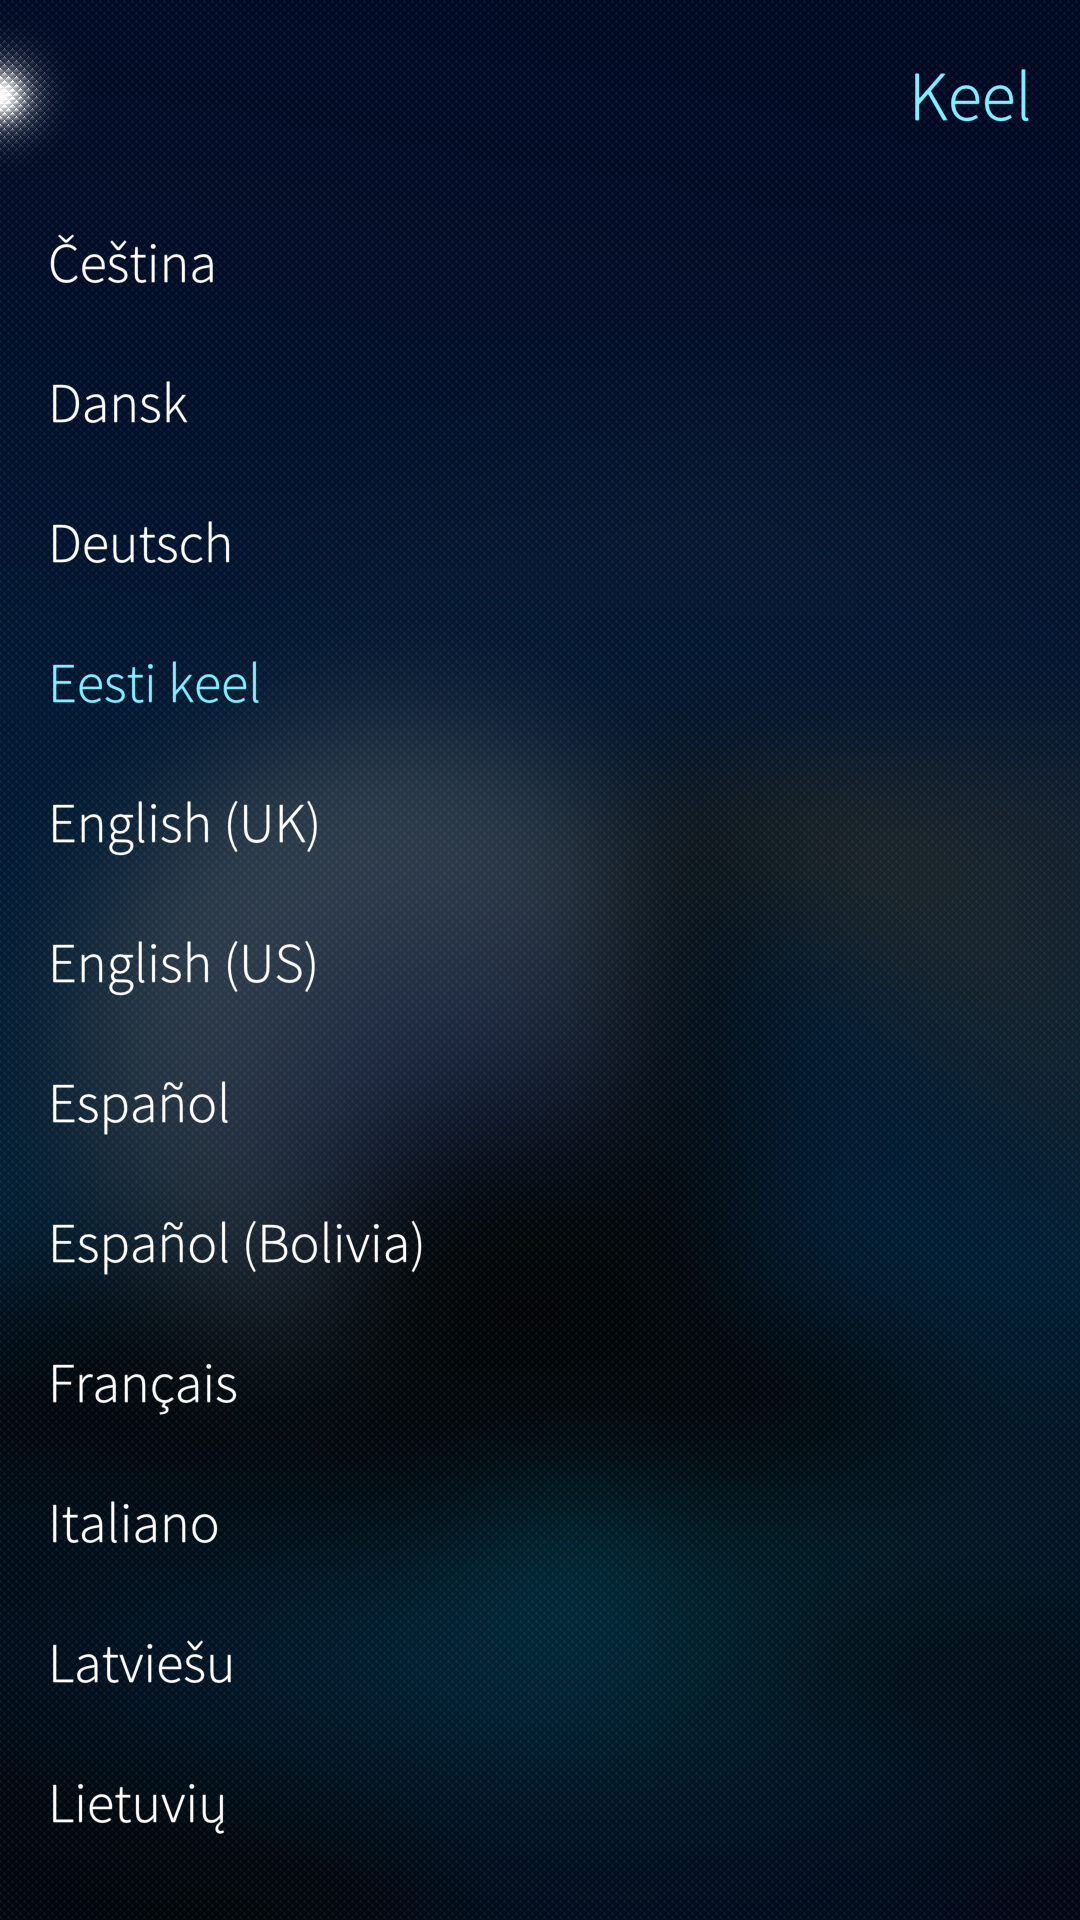 Keel
Čeština
Dansk
Deutsch
Eesti keel
English (UK)
English (US)
Español
Español (Bolivia)
Français
Italiano
Latviešu
Lietuvių